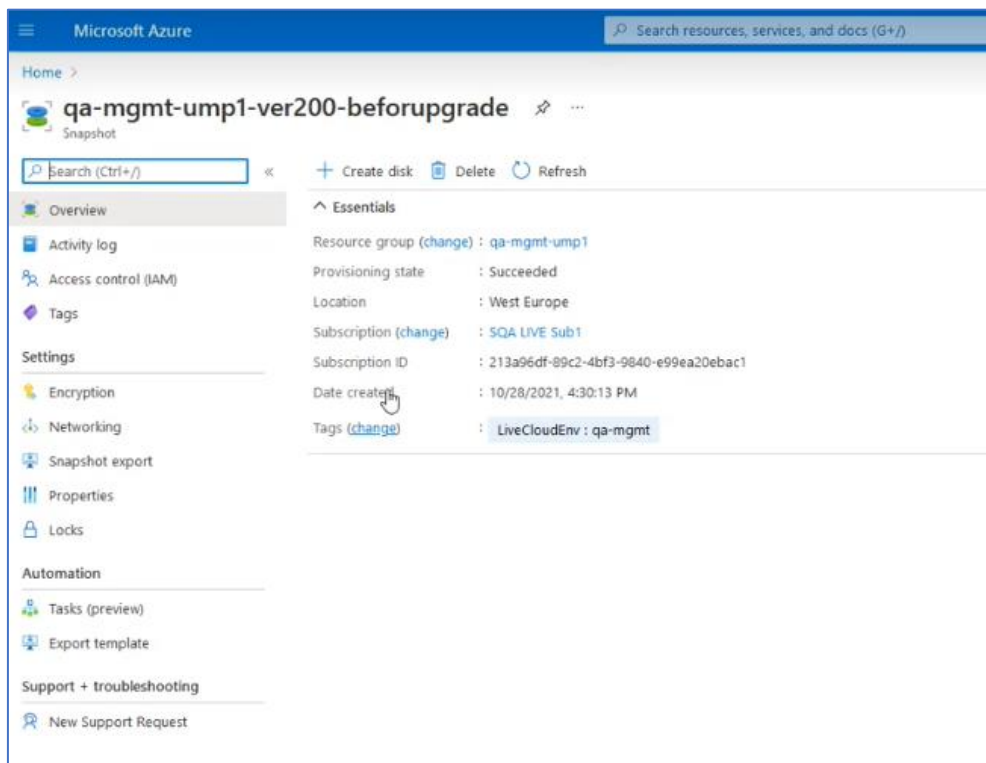 Microsoft Azure
Search resources, services, and docs (G+/)
Home >
qa-mgmt-ump1-ver200-beforupgrade
Snapshot
Search (Ctrl+/)
Overview
Activity log
Access control (IAM)
Tags
Settings
Encryption
Networking
Snapshot export
Properties
Locks
Automation
Tasks (preview)
Export template
Support + troubleshooting
New Support Request
Create disk Delete Refresh
Essentials
Resource group (change) : qa-mgmt-ump1
Provisioning state : Succeeded
Location : West Europe
Subscription (change) : SQA LIVE Sub1
Subscription ID : 213a96df-89c2-4bf3-9840-e99ea20ebac1
Date created : 10/28/2021, 4:30:13 PM
Tags (change) : LiveCloudEnv : qa-mgmt